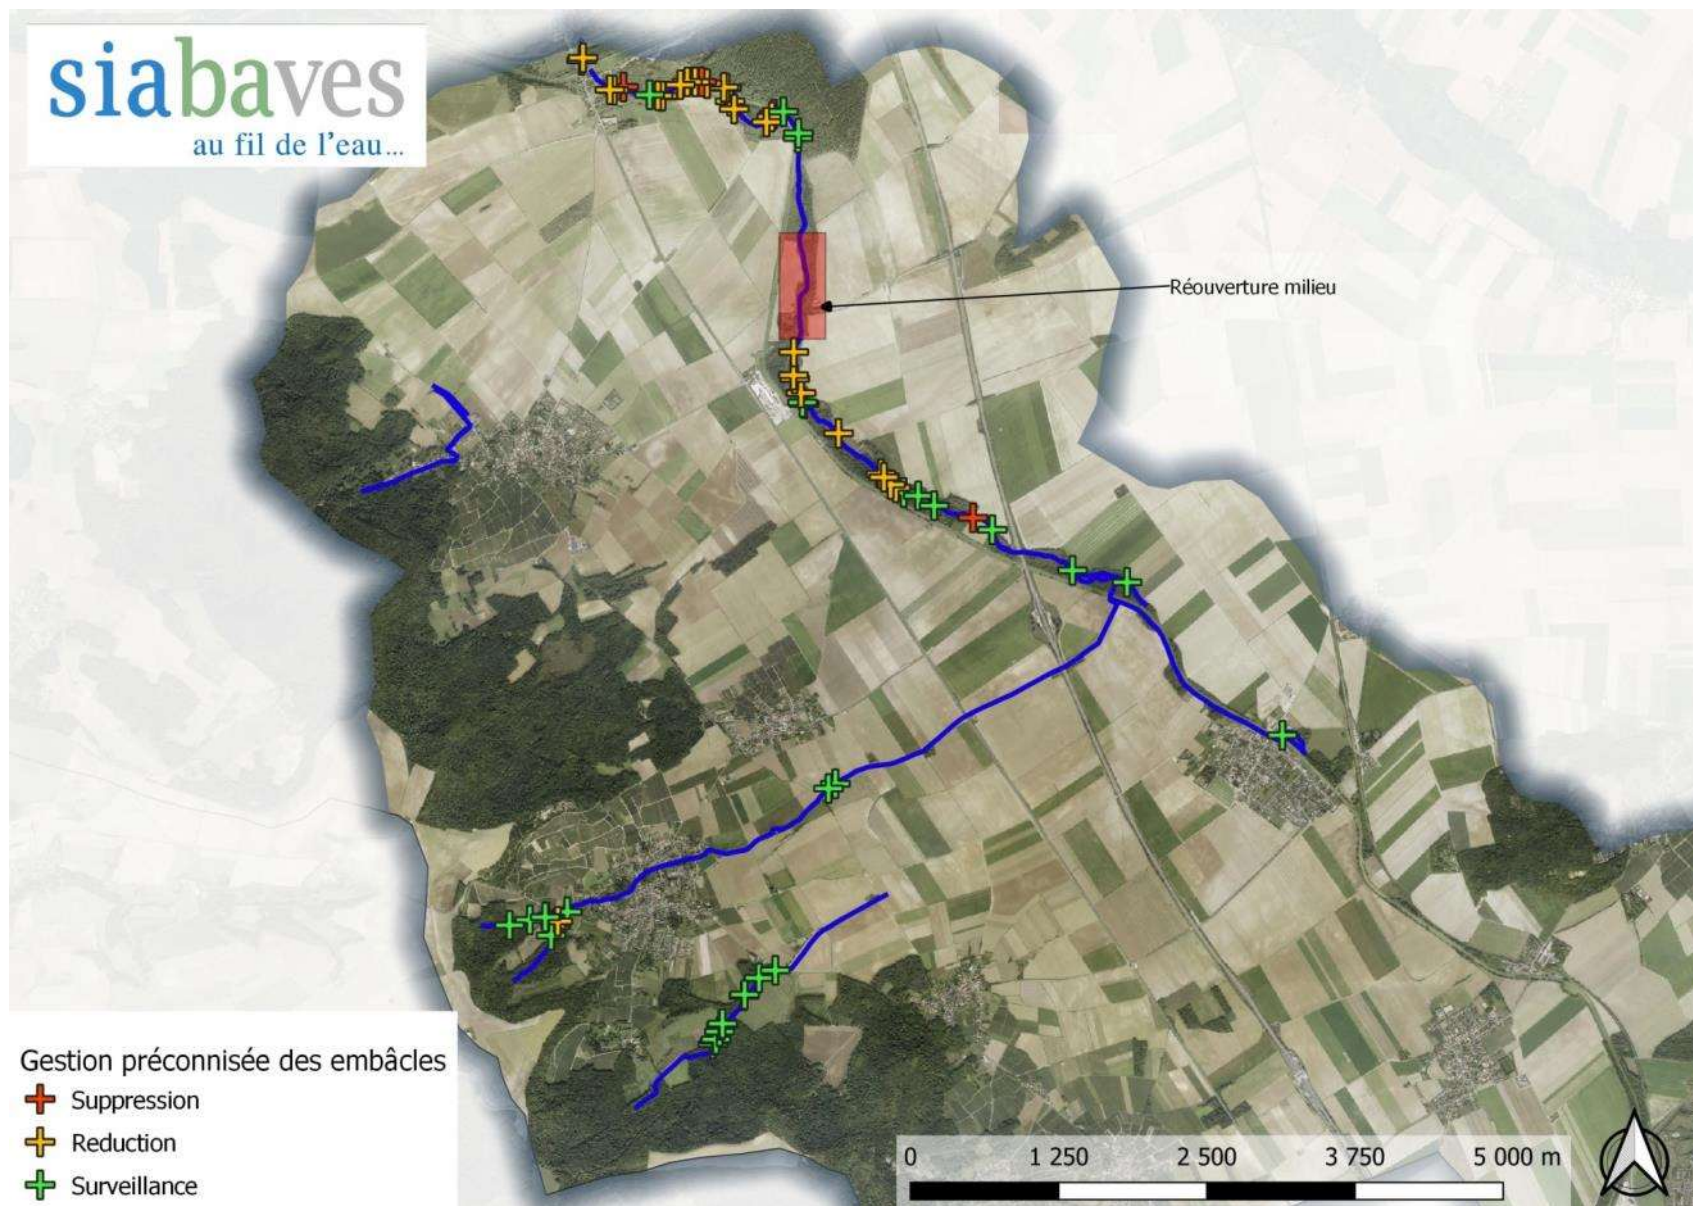 siabaves
au fil de l'eau...
Réouverture milieu
Gestion préconnisée des embâcles
Suppression
Reduction
Surveillance
0 1 250 2 500 3 750 5 000 m